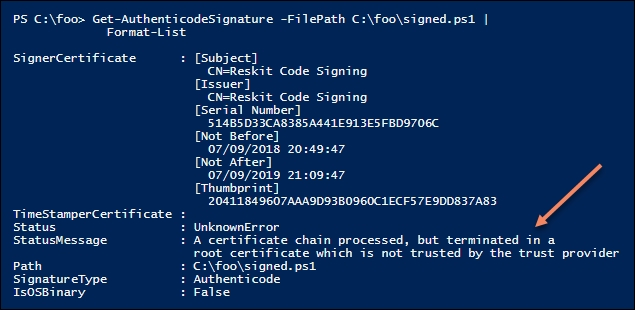 PS C:\foo> Get-AuthenticodeSignature -FilePath C:\foo\signed.ps1 |
Format-List
SignerCertificate : [Subject]
CN=Reskit Code Signing
[Issuer]
CN=Reskit Code Signing
[Serial Number]
514B5D33CA8385A441E913E5FBD9706C
[Not Before]
07/09/2018 20:49:47
[Not After]
07/09/2019 21:09:47
[Thumbprint]
20411849607AAA9D93B0960C1ECF57E9DD837A83
TimeStamperCertificate :
Status : UnknownError
StatusMessage : A certificate chain processed, but terminated in a
root certificate which is not trusted by the trust provider
Path : C:\foo\signed.ps1
SignatureType : Authenticode
IsOSBinary : False